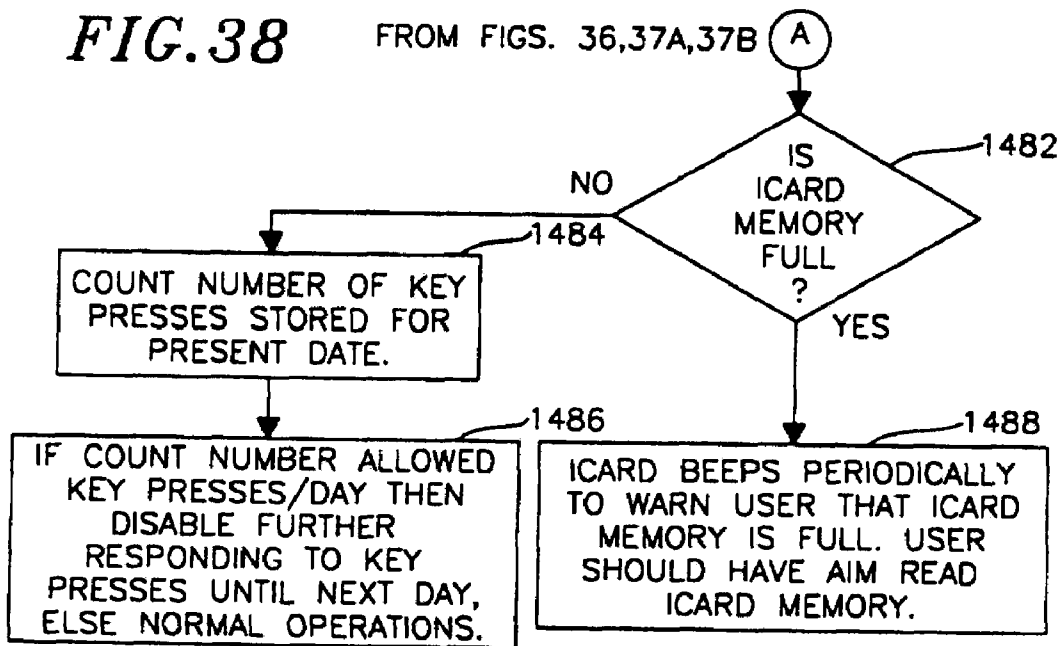 FIG.38
FROM FIGS. 36,37A,37B
A
1482
IS
ICARD
MEMORY
FULL
?
NO
YES
1484
COUNT NUMBER OF KEY
PRESSES STORED FOR
PRESENT DATE.
1486
IF COUNT NUMBER ALLOWED
KEY PRESSES/DAY THEN
DISABLE FURTHER
RESPONDING TO KEY
PRESSES UNTIL NEXT DAY,
ELSE NORMAL OPERATIONS.
1488
ICARD BEEPS PERIODICALLY
TO WARN USER THAT ICARD
MEMORY IS FULL. USER
SHOULD HAVE AIM READ
ICARD MEMORY.